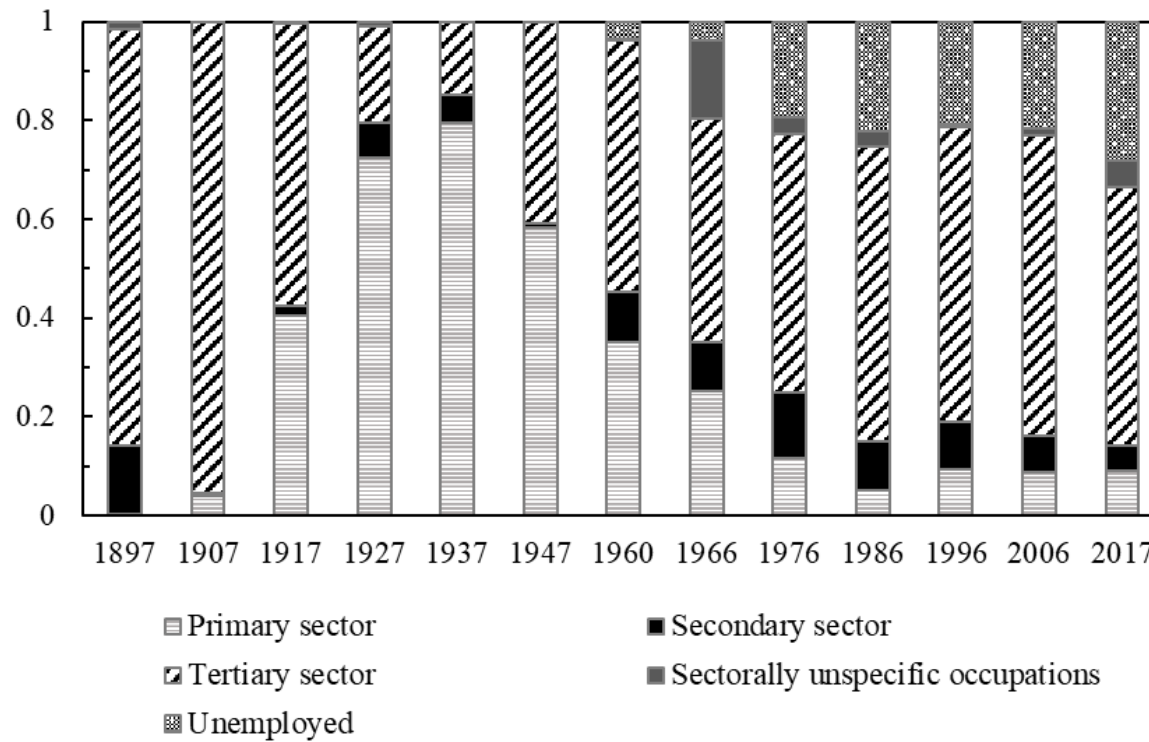 1
0.8
0.6
0.4
0.2
0
1897 1907 1917 1927 1937 1947 1960 1966 1976 1986 1996 2006 2017
Primary sector Secondary sector
Tertiary sector Sectorally unspecific occupations
Unemployed